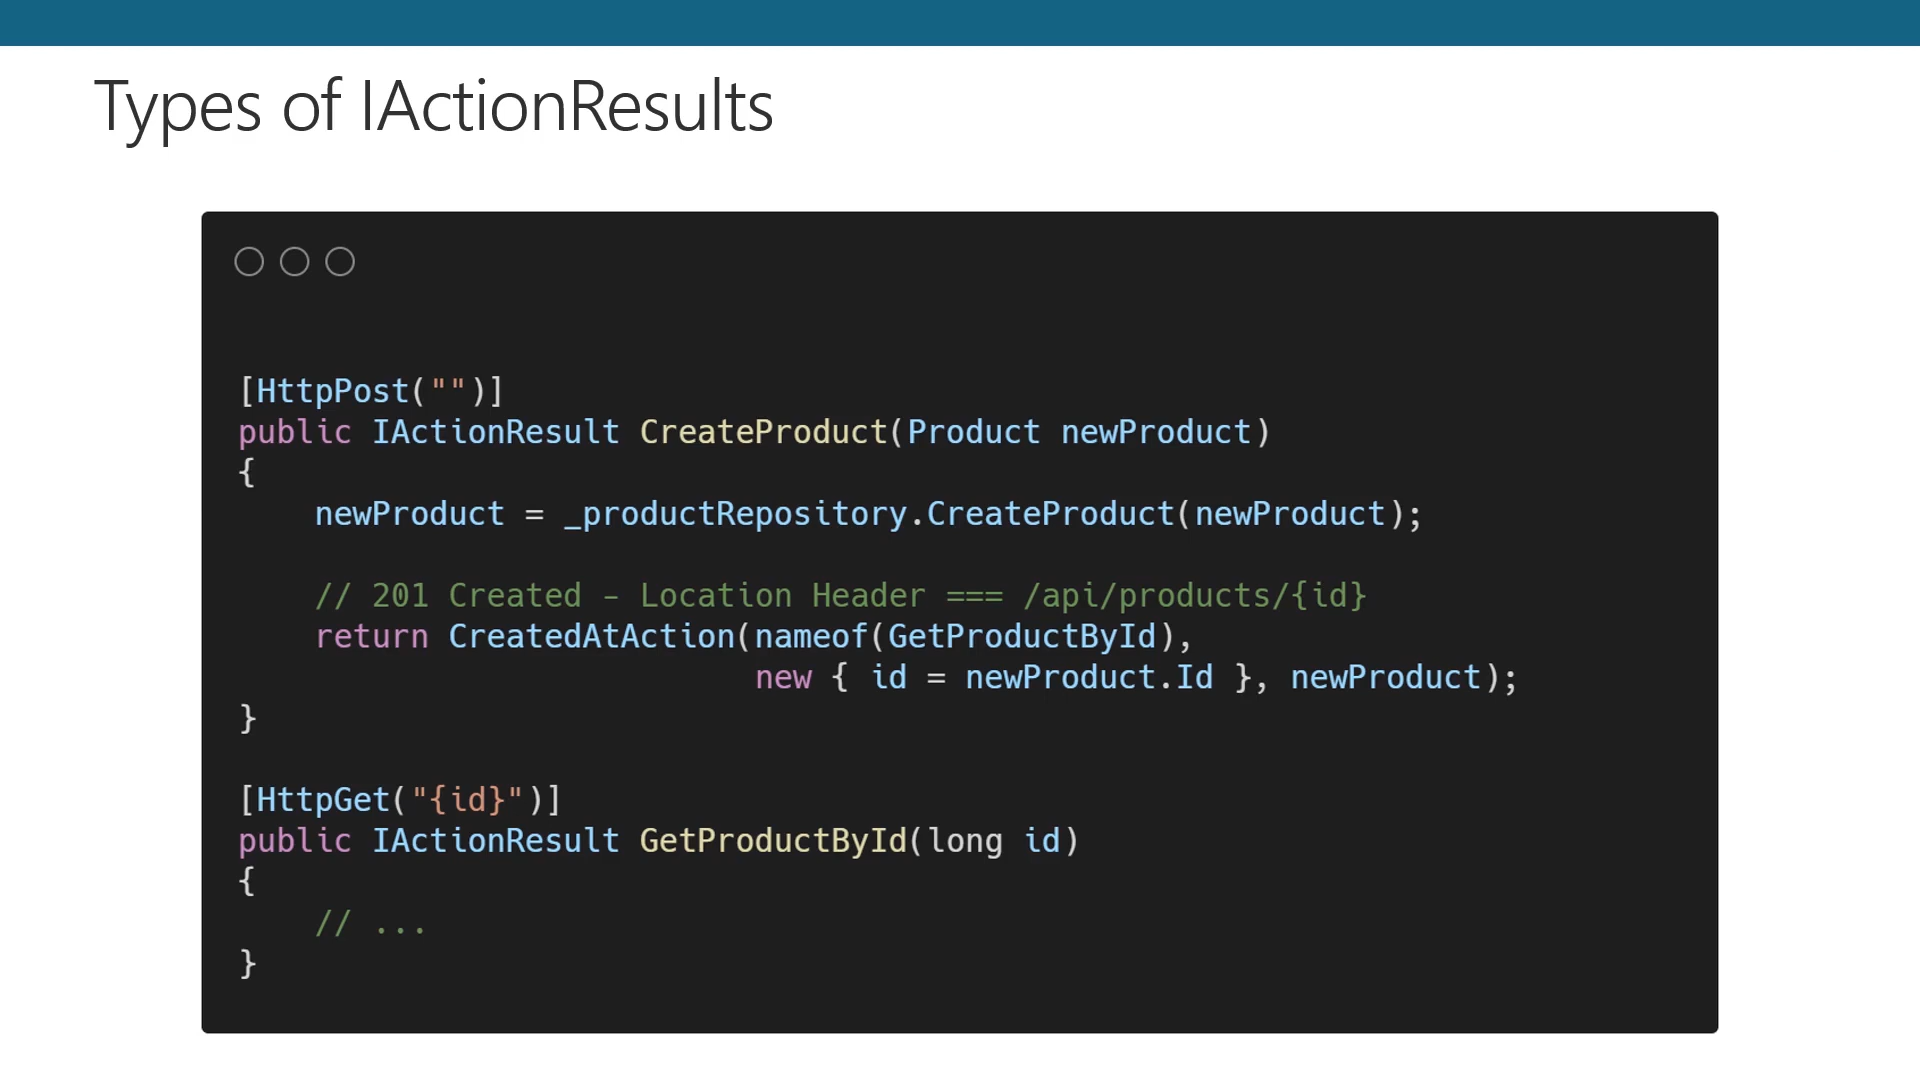 Types of IActionResults
[HttpPost("")]
public IActionResult CreateProduct(Product newProduct)
{
    newProduct = _productRepository.CreateProduct(newProduct);
    // 201 Created - Location Header === /api/products/{id}
    return CreatedAtAction(nameof(GetProductById),
                           new { id = newProduct.Id }, newProduct);
}
[HttpGet("{id}")]
public IActionResult GetProductById(long id)
{
    // ...
}